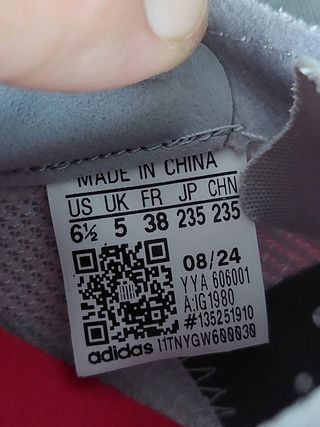 MADE IN CHINA
US UK FR JP CHN
6½ 5 38 235 235
08/24
YYA 606001
A:IG1980
#135251910
adidas I1TNYGW600030